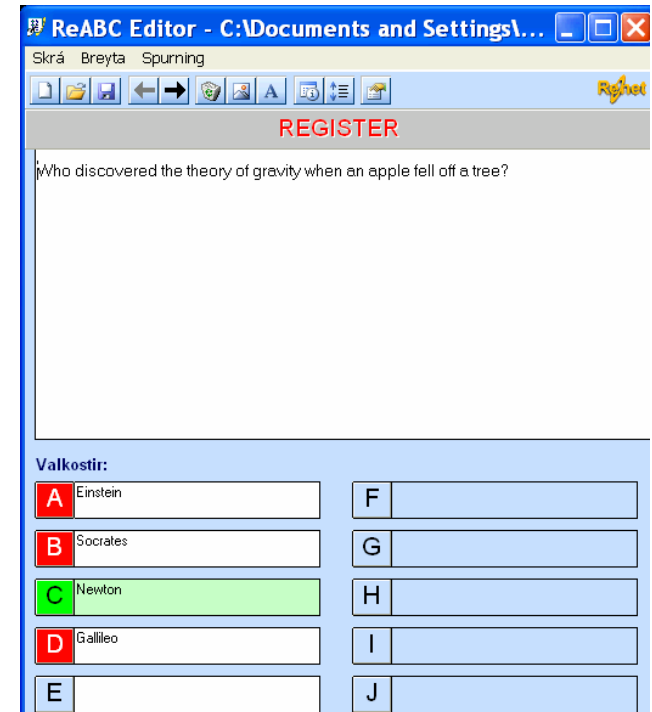 ReABC Editor - C:\Documents and Settings\...
Skrá Breyta Spurning
A
REGISTER
Who discovered the theory of gravity when an apple fell off a tree?
Valkostir:
A Einstein
F
B Socrates
G
C Newton
H
D Gallileo
I
E
J